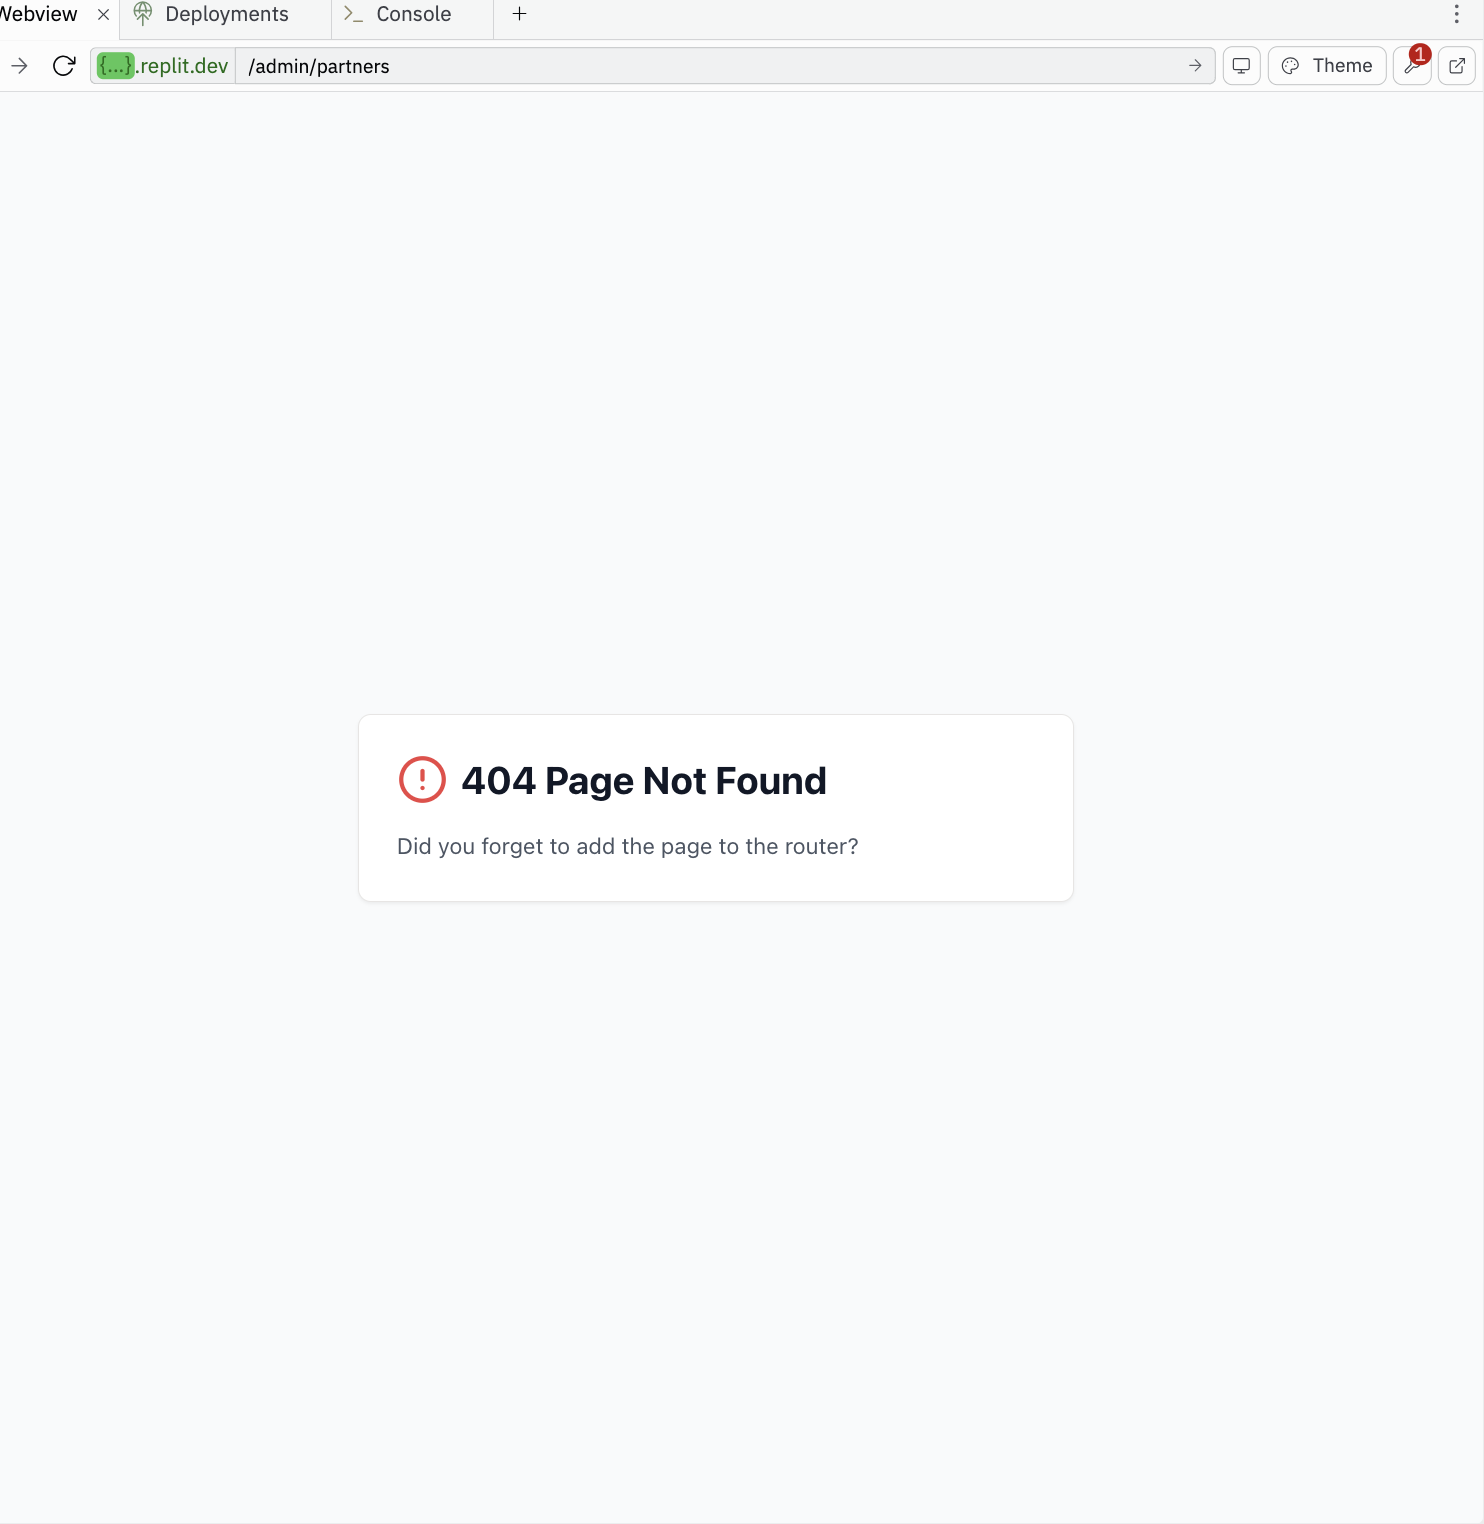 Webview
Deployments
Console
{...}.replit.dev
/admin/partners
Theme
1
404 Page Not Found
Did you forget to add the page to the router?